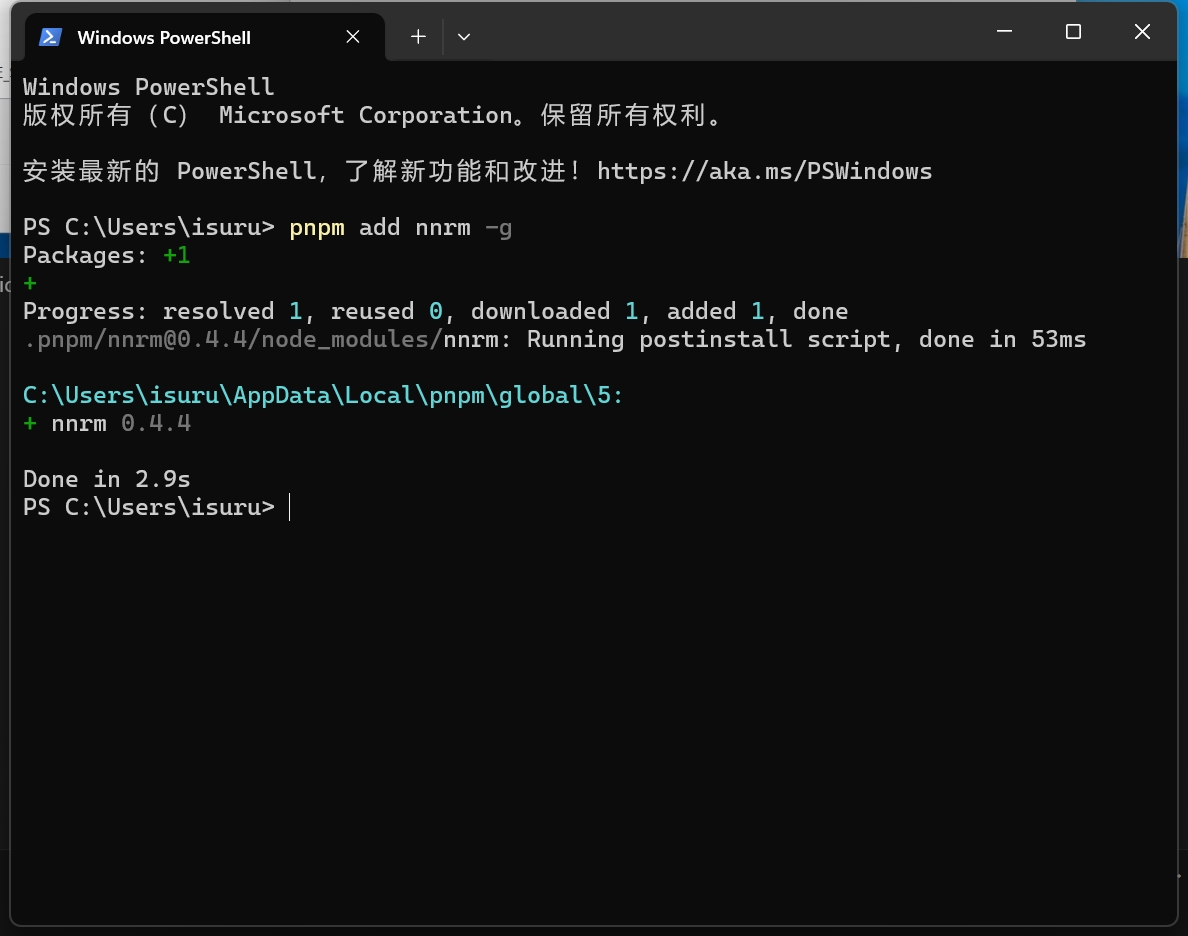 Windows PowerShell
Windows PowerShell
版权所有 (C) Microsoft Corporation。保留所有权利。
安装最新的 PowerShell，了解新功能和改进！https://aka.ms/PSWindows
PS C:\Users\isuru> pnpm add nnrm -g
Packages: +1
+
Progress: resolved 1, reused 0, downloaded 1, added 1, done
.pnpm/nnrm@0.4.4/node_modules/nnrm: Running postinstall script, done in 53ms
C:\Users\isuru\AppData\Local\pnpm\global\5:
+ nnrm 0.4.4
Done in 2.9s
PS C:\Users\isuru>